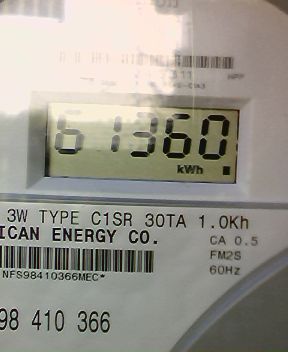 61360
kWh
3W TYPE C1SR 30TA 1.0Kh
ICAN ENERGY CO.
CA 0.5
FM2S
60Hz
NFS98410366MEC*
98 410 366